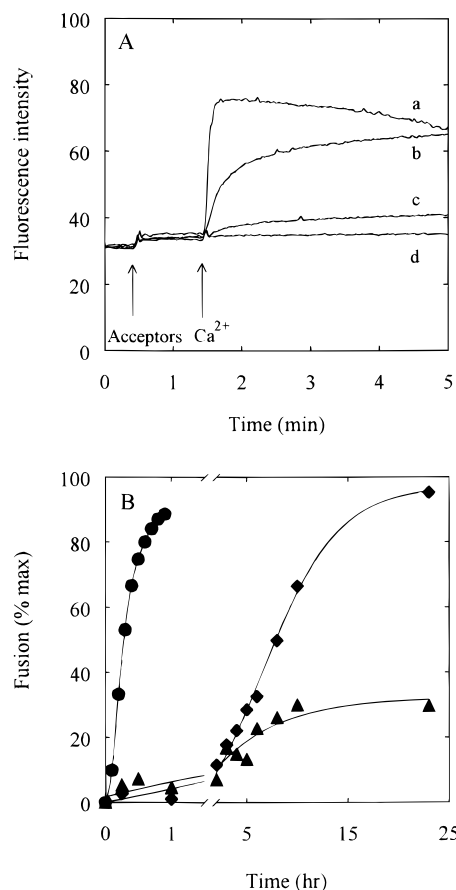 A
100
80
60
40
20
0
Fluorescence intensity
a
b
c
d
Acceptors Ca2+
0 1 2 3 4 5
Time (min)
B
100
80
60
40
20
0
Fusion (% max)
0 1 5 15 25
Time (hr)